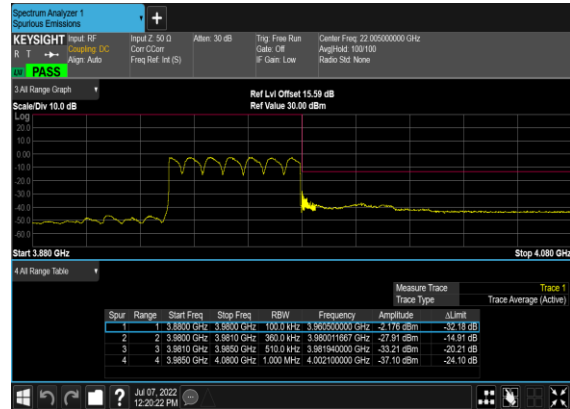 Spectrum Analyzer 1
Spurious Emissions
+
KEYSIGHT Input: RF Input Z: 50 Ω Atten: 30 dB Trig: Free Run Center Freq: 22.005000000 GHz
R T Coupling: DC Corr CCorr Gate: Off Avg|Hold: 100/100
Align: Auto Freq Ref: Int (S) IF Gain: Low Radio Std: None
LW PASS
3 All Range Graph
Ref Lvl Offset 15.59 dB
Scale/Div 10.0 dB Ref Value 30.00 dBm
Log
20.0
10.0
0.00
-10.0
-20.0
-30.0
-40.0
-50.0
-60.0
Start 3.880 GHz Stop 4.080 GHz
4 All Range Table
Measure Trace Trace 1
Trace Type Trace Average (Active)
Spur Range Start Freq Stop Freq RBW Frequency Amplitude ΔLimit
1 1 3.8800 GHz 3.9800 GHz 100.0 kHz 3.960500000 GHz -2.176 dBm -32.18 dB
2 2 3.9800 GHz 3.9810 GHz 360.0 kHz 3.980011667 GHz -27.91 dBm -14.91 dB
3 3 3.9810 GHz 3.9850 GHz 510.0 kHz 3.981940000 GHz -33.21 dBm -20.21 dB
4 4 3.9850 GHz 4.0800 GHz 1.000 MHz 4.002100000 GHz -37.10 dBm -24.10 dB
? Jul 07, 2022
12:20:22 PM